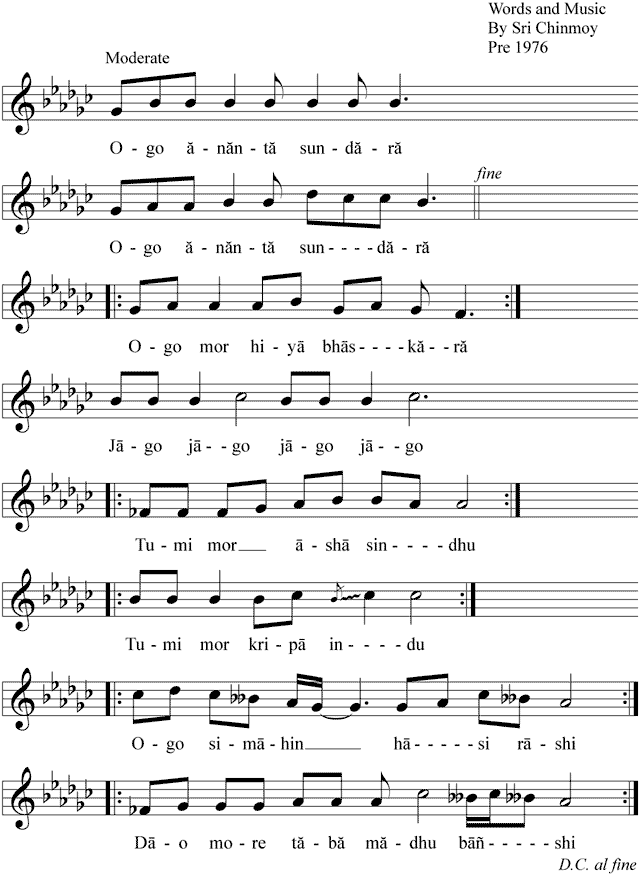 Words and Music
By Sri Chinmoy
Pre 1976
Moderate
O - go ă - năn - tă sun - dă - ră
fine
O - go ă - năn - tă sun - - - - dă - ră
O - go mor hi - yā bhās - - - - kă - - ră
Jā - go jā - - go jā - go jā - go
Tu - mi mor ___ ā - shā sin - - - - dhu
Tu - mi mor kri - pā in - - - - du
O - go si - mā - hin ______ hā - - - - - si rā - shi
Dā - o mo - re tă - bă mă - dhu bāñ - - - - - shi
D.C. al fine